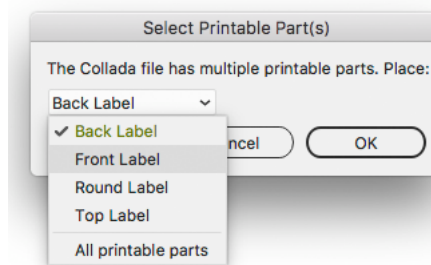 Select Printable Part(s)
The Collada file has multiple printable parts. Place:
Back Label
Back Label
Front Label
OK
Round Label
Top Label
All printable parts